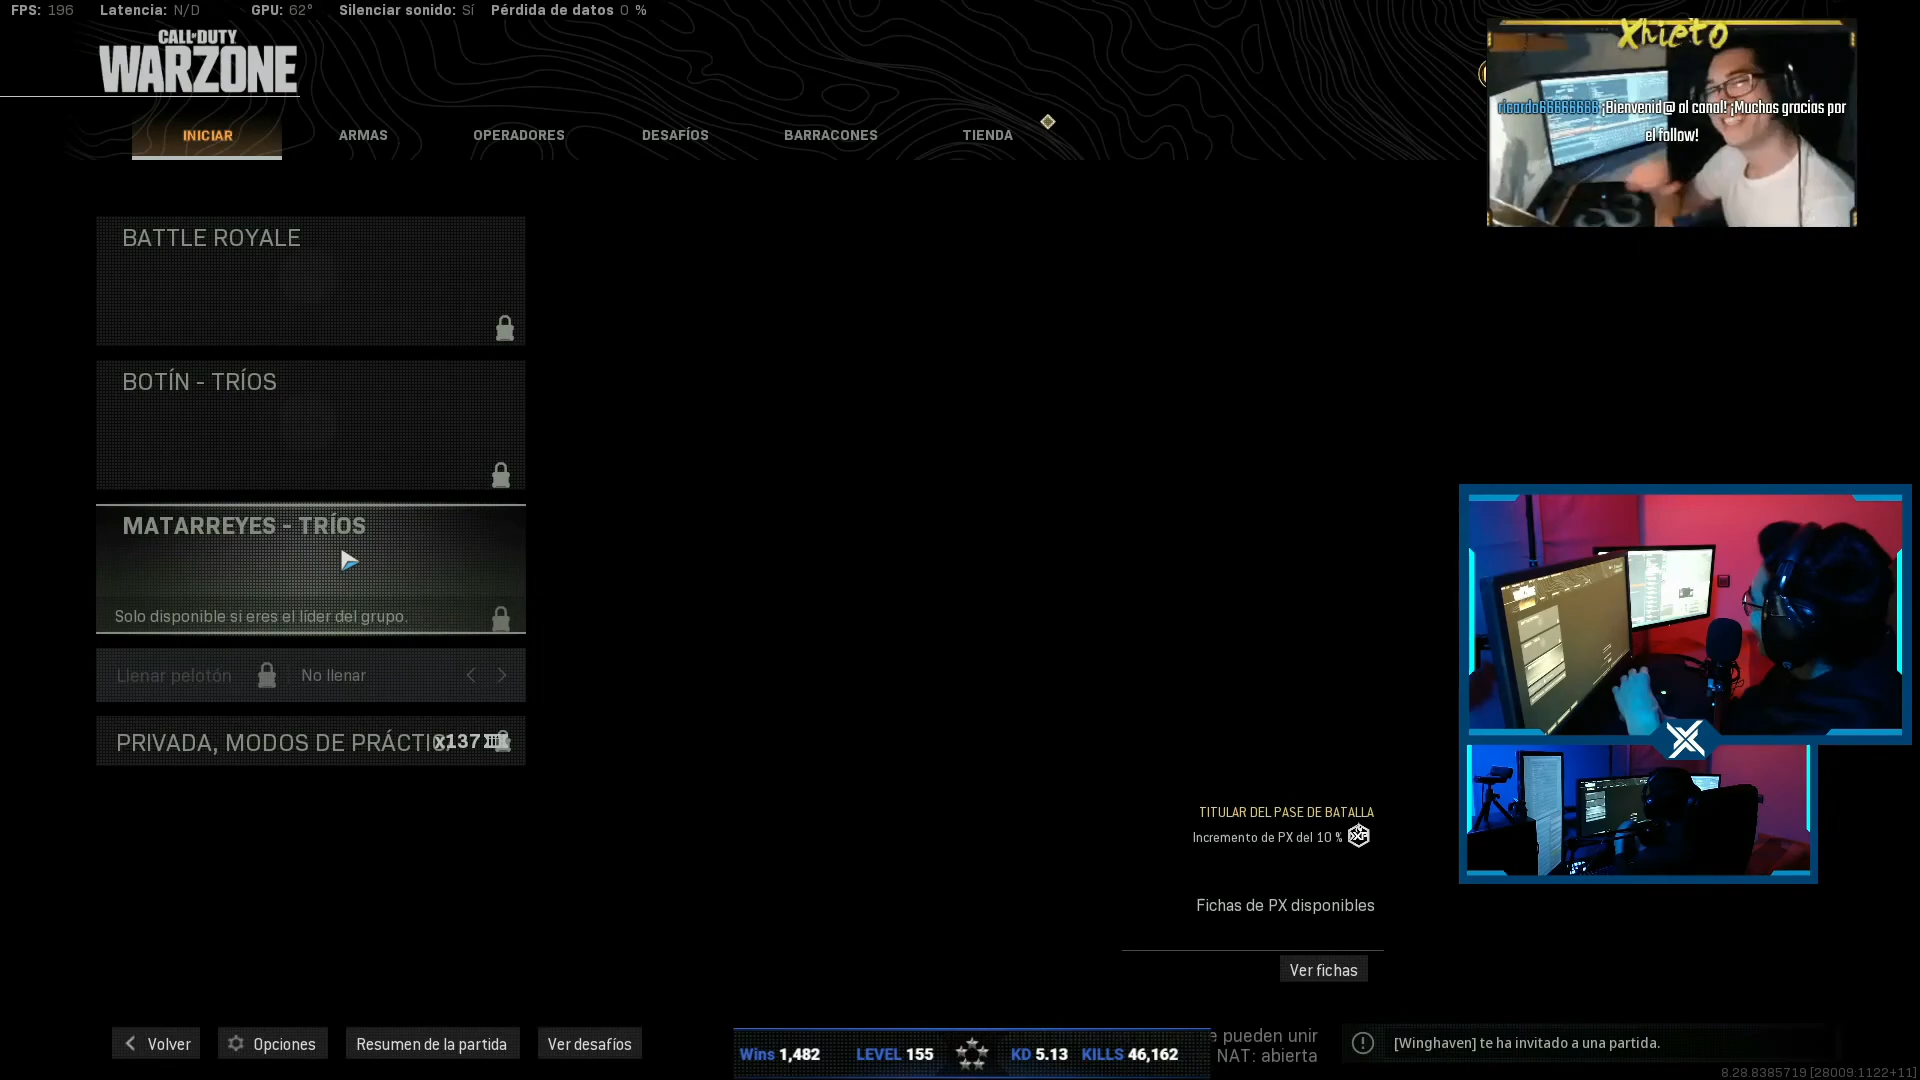 FPS: 196 Latencia: N/D GPU: 62° Silenciar sonido: Sí Pérdida de datos 0 %
CALL OF DUTY
WARZONE
Xhieto
ricardo66666666 ¡Bienvenid@ al canal! ¡Muchas gracias por
el follow!
INICIAR ARMAS OPERADORES DESAFÍOS BARRACONES TIENDA
BATTLE ROYALE
BOTÍN - TRÍOS
MATARREYES - TRÍOS
Solo disponible si eres el líder del grupo.
Llenar pelotón No llenar
PRIVADA, MODOS DE PRÁCTIC x137
TITULAR DEL PASE DE BATALLA
Incremento de PX del 10 %
Fichas de PX disponibles
Ver fichas
Volver Opciones Resumen de la partida Ver desafíos
Wins 1,482 LEVEL 155 KD 5.13 KILLS 46,162
e pueden unir
NAT: abierta
[Winghaven] te ha invitado a una partida.
8.28.8385719 [28009:1122+11]